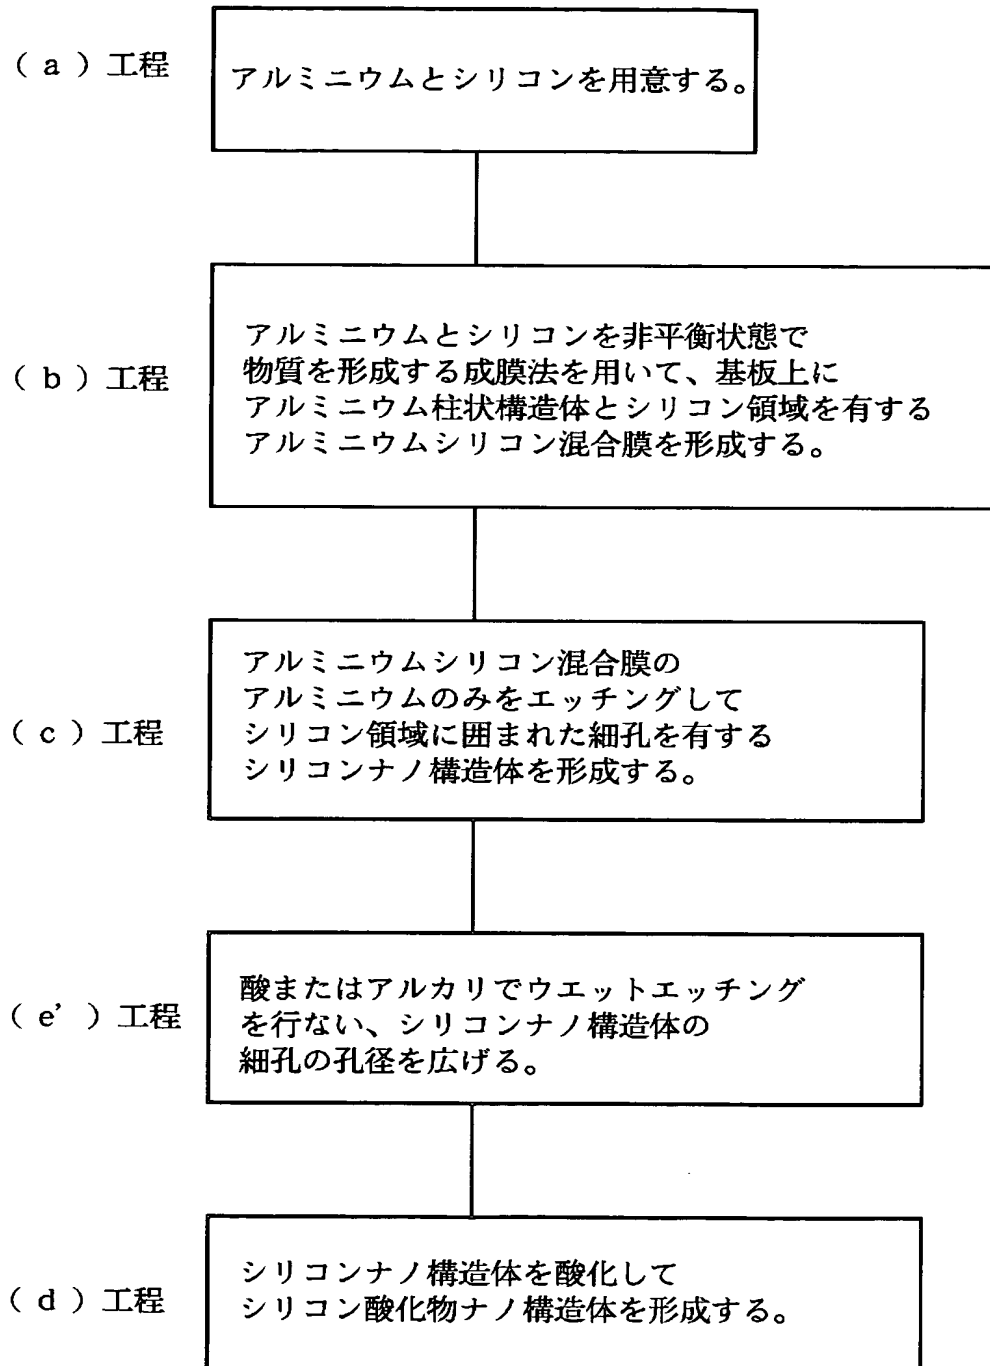 ( a ) 工程
アルミニウムとシリコンを用意する。
( b ) 工程
アルミニウムとシリコンを非平衡状態で
物質を形成する成膜法を用いて、基板上に
アルミニウム柱状構造体とシリコン領域を有する
アルミニウムシリコン混合膜を形成する。
( c ) 工程
アルミニウムシリコン混合膜の
アルミニウムのみをエッチングして
シリコン領域に囲まれた細孔を有する
シリコンナノ構造体を形成する。
( e' ) 工程
酸またはアルカリでウエットエッチング
を行ない、シリコンナノ構造体の
細孔の孔径を広げる。
( d ) 工程
シリコンナノ構造体を酸化して
シリコン酸化物ナノ構造体を形成する。